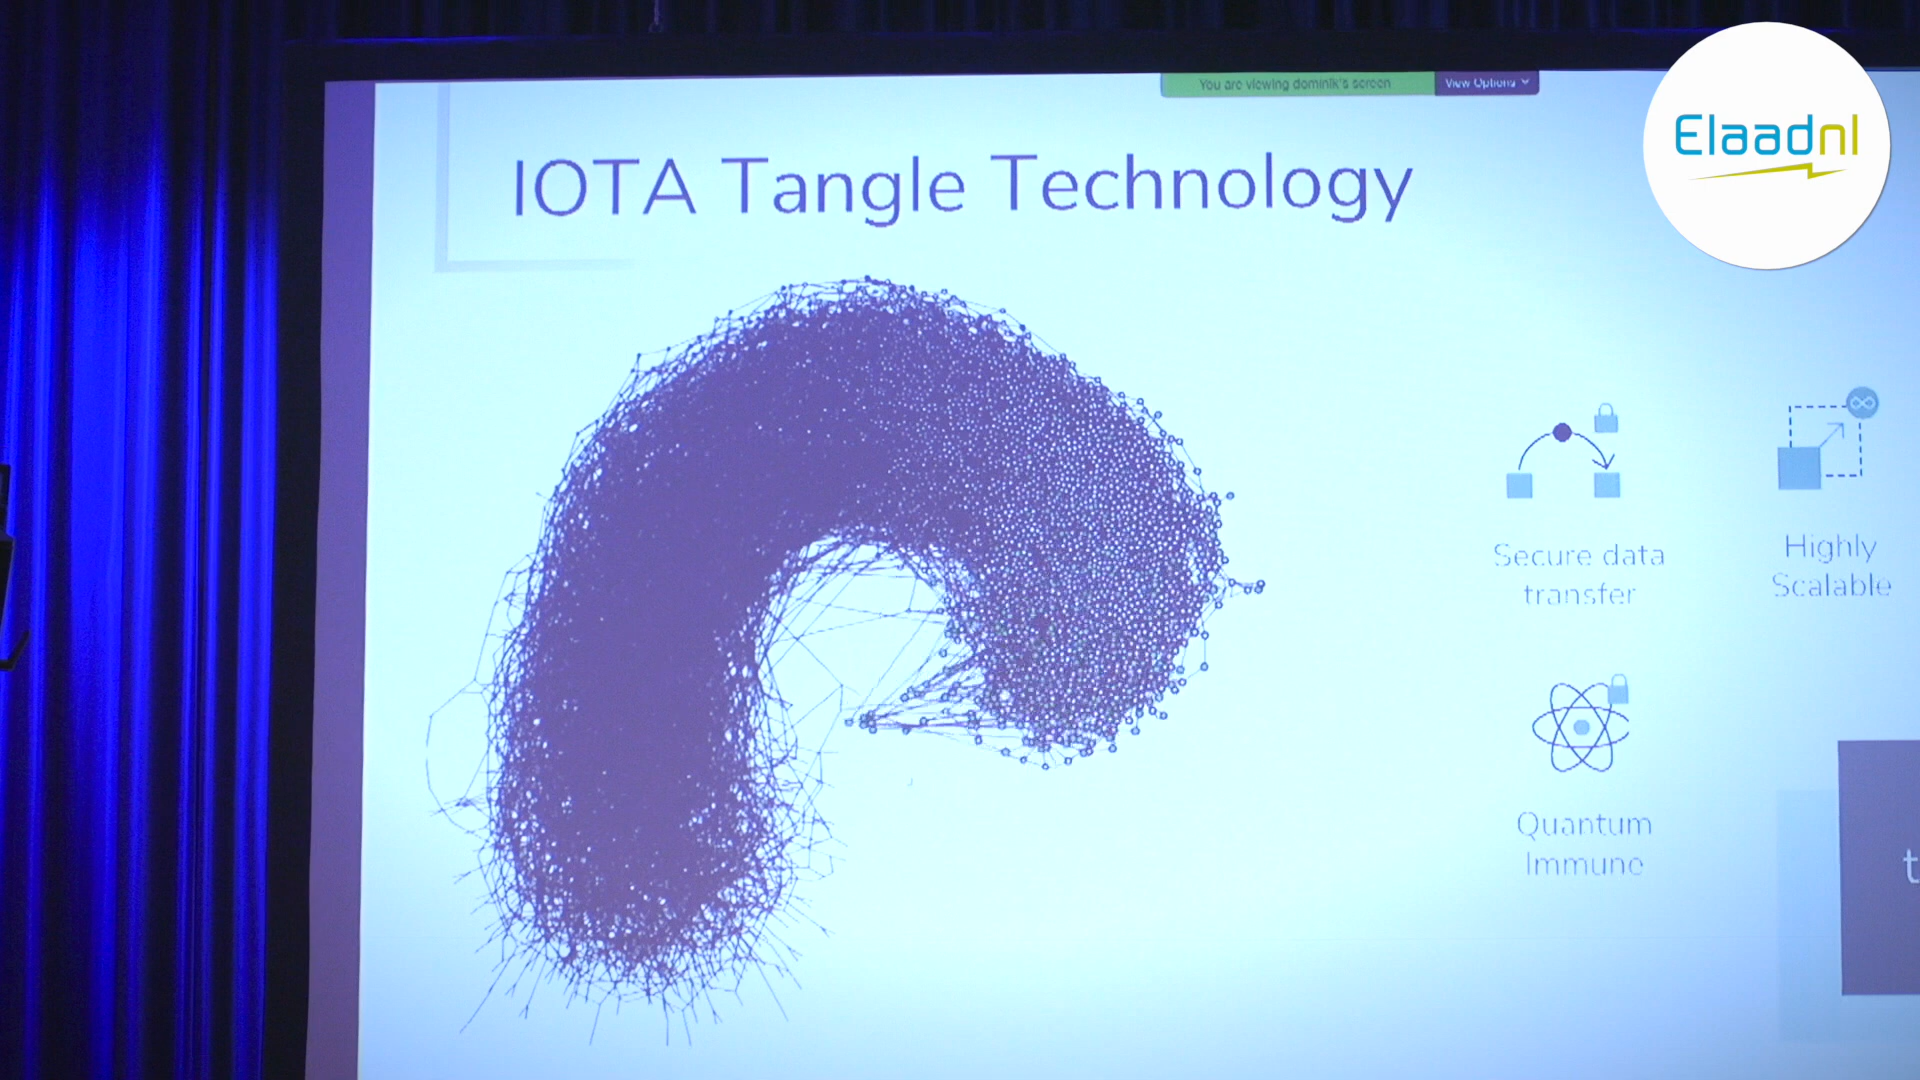 You are viewing dominik's screen
View Options
Elaadnl
IOTA Tangle Technology
Secure data
transfer
Highly
Scalable
Quantum
Immune
t